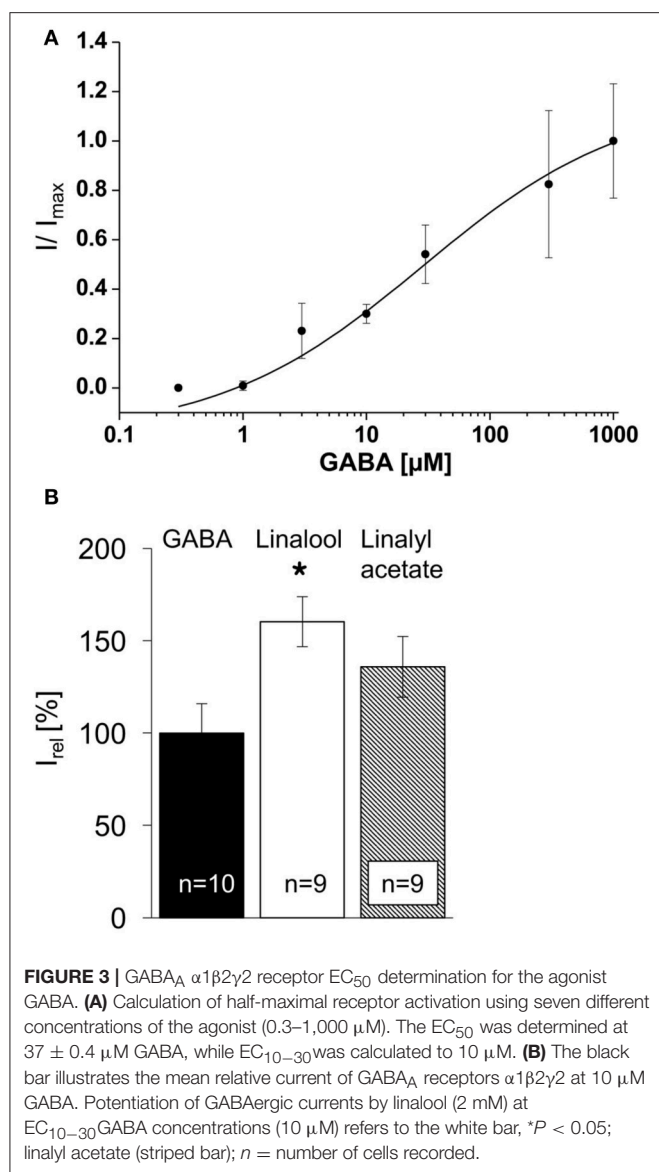 A
1.4
1.2
1.0
0.8
0.6
0.4
0.2
0.0
I/ Imax
0.1 1 10 100 1000
GABA [µM]
B
GABA Linalool Linalyl
acetate
*
200
150
100
50
0
Irel [%]
n=10 n=9 n=9
FIGURE 3 | GABAA α1β2γ2 receptor EC50 determination for the agonist
GABA. (A) Calculation of half-maximal receptor activation using seven different
concentrations of the agonist (0.3–1,000 µM). The EC50 was determined at
37 ± 0.4 µM GABA, while EC10–30was calculated to 10 µM. (B) The black
bar illustrates the mean relative current of GABAA receptors α1β2γ2 at 10 µM
GABA. Potentiation of GABAergic currents by linalool (2 mM) at
EC10–30GABA concentrations (10 µM) refers to the white bar, *P < 0.05;
linalyl acetate (striped bar); n = number of cells recorded.